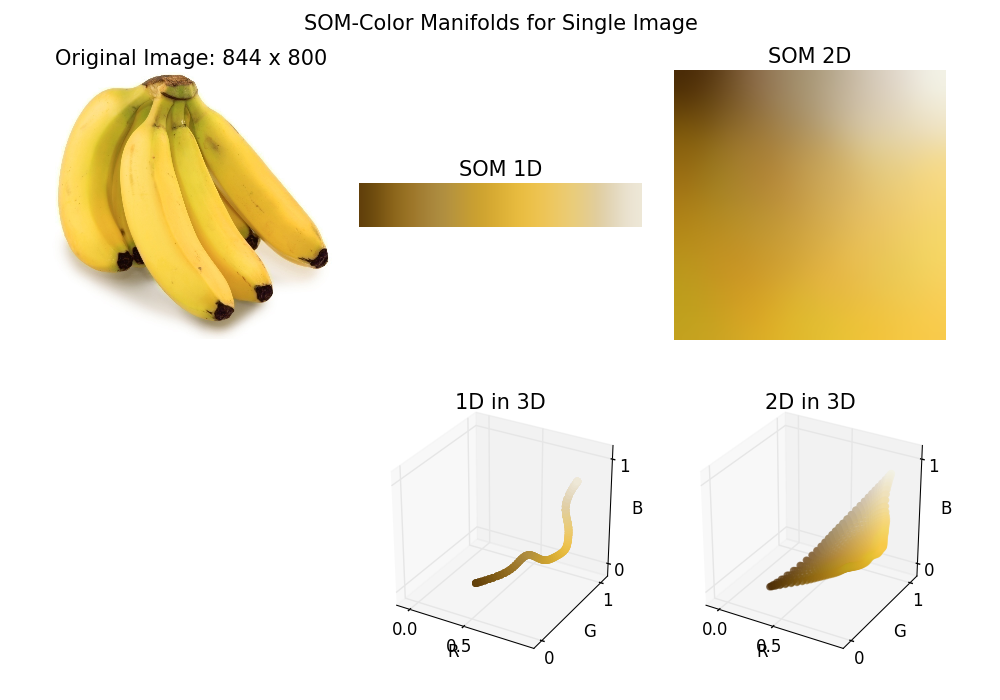 SOM-Color Manifolds for Single Image
Original Image: 844 x 800
SOM 1D
SOM 2D
1D in 3D
0.0
0.5
R
0
1
G
0
1
B
2D in 3D
0.0
0.5
R
0
1
G
0
1
B